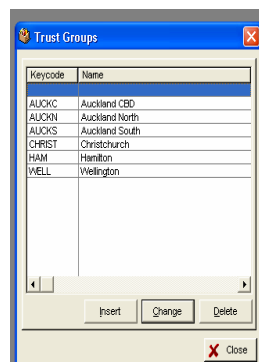 Trust Groups
Keycode Name
AUCKC Auckland CBD
AUCKN Auckland North
AUCKS Auckland South
CHRIST Christchurch
HAM Hamilton
WELL Wellington
Insert Change Delete
Close